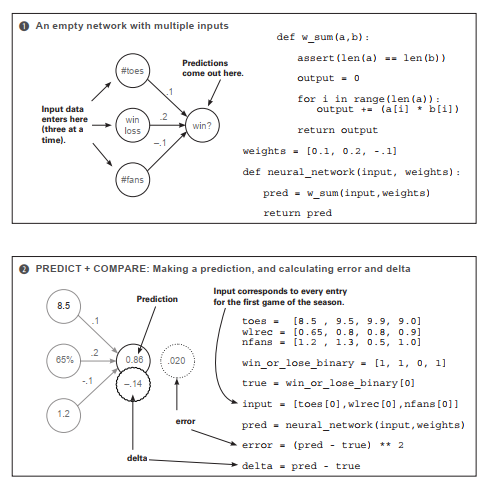 1 An empty network with multiple inputs
#toes
win
loss
#fans
win?
.1
.2
–.1
Input data
enters here
(three at a
time).
Predictions
come out here.
def w_sum(a,b):
assert(len(a) == len(b))
output = 0
for i in range(len(a)):
output += (a[i] * b[i])
return output
weights = [0.1, 0.2, -.1]
def neural_network(input, weights):
pred = w_sum(input,weights)
return pred
2 PREDICT + COMPARE: Making a prediction, and calculating error and delta
8.5
65%
1.2
.1
.2
–.1
0.86
–.14
.020
Prediction
error
delta
Input corresponds to every entry
for the first game of the season.
toes = [8.5 , 9.5, 9.9, 9.0]
wlrec = [0.65, 0.8, 0.8, 0.9]
nfans = [1.2 , 1.3, 0.5, 1.0]
win_or_lose_binary = [1, 1, 0, 1]
true = win_or_lose_binary[0]
input = [toes[0],wlrec[0],nfans[0]]
pred = neural_network(input,weights)
error = (pred - true) ** 2
delta = pred - true